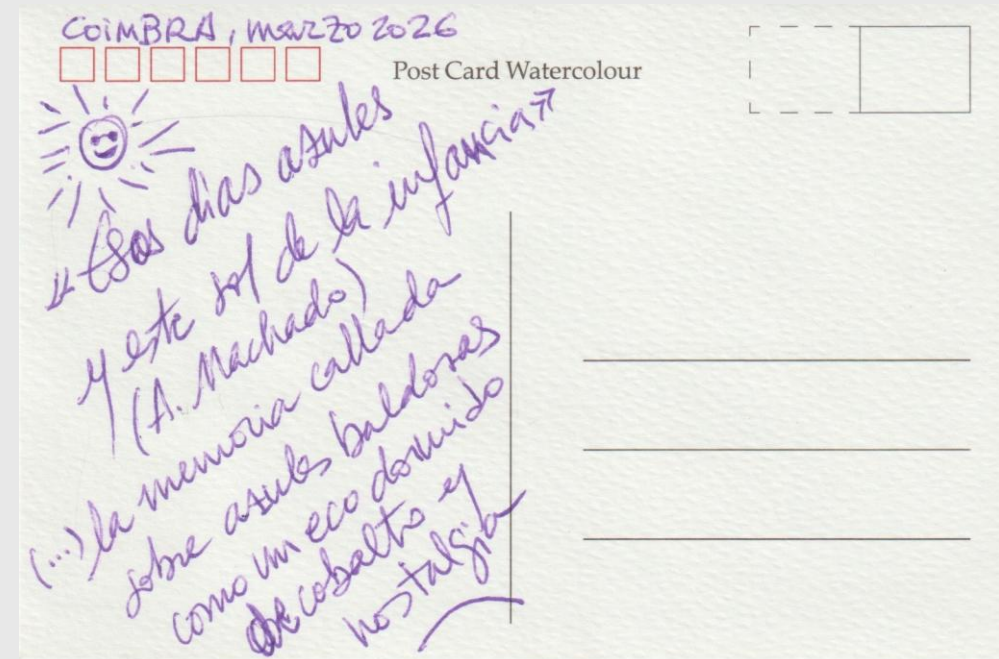 COIMBRA, marzo 2026
Post Card Watercolour
«Esos días azules
y este sol de la infancia»
(A. Machado)
(...) la memoria callada
sobre azules baldosas
como un eco dormido
de cobalto y
nostalgia